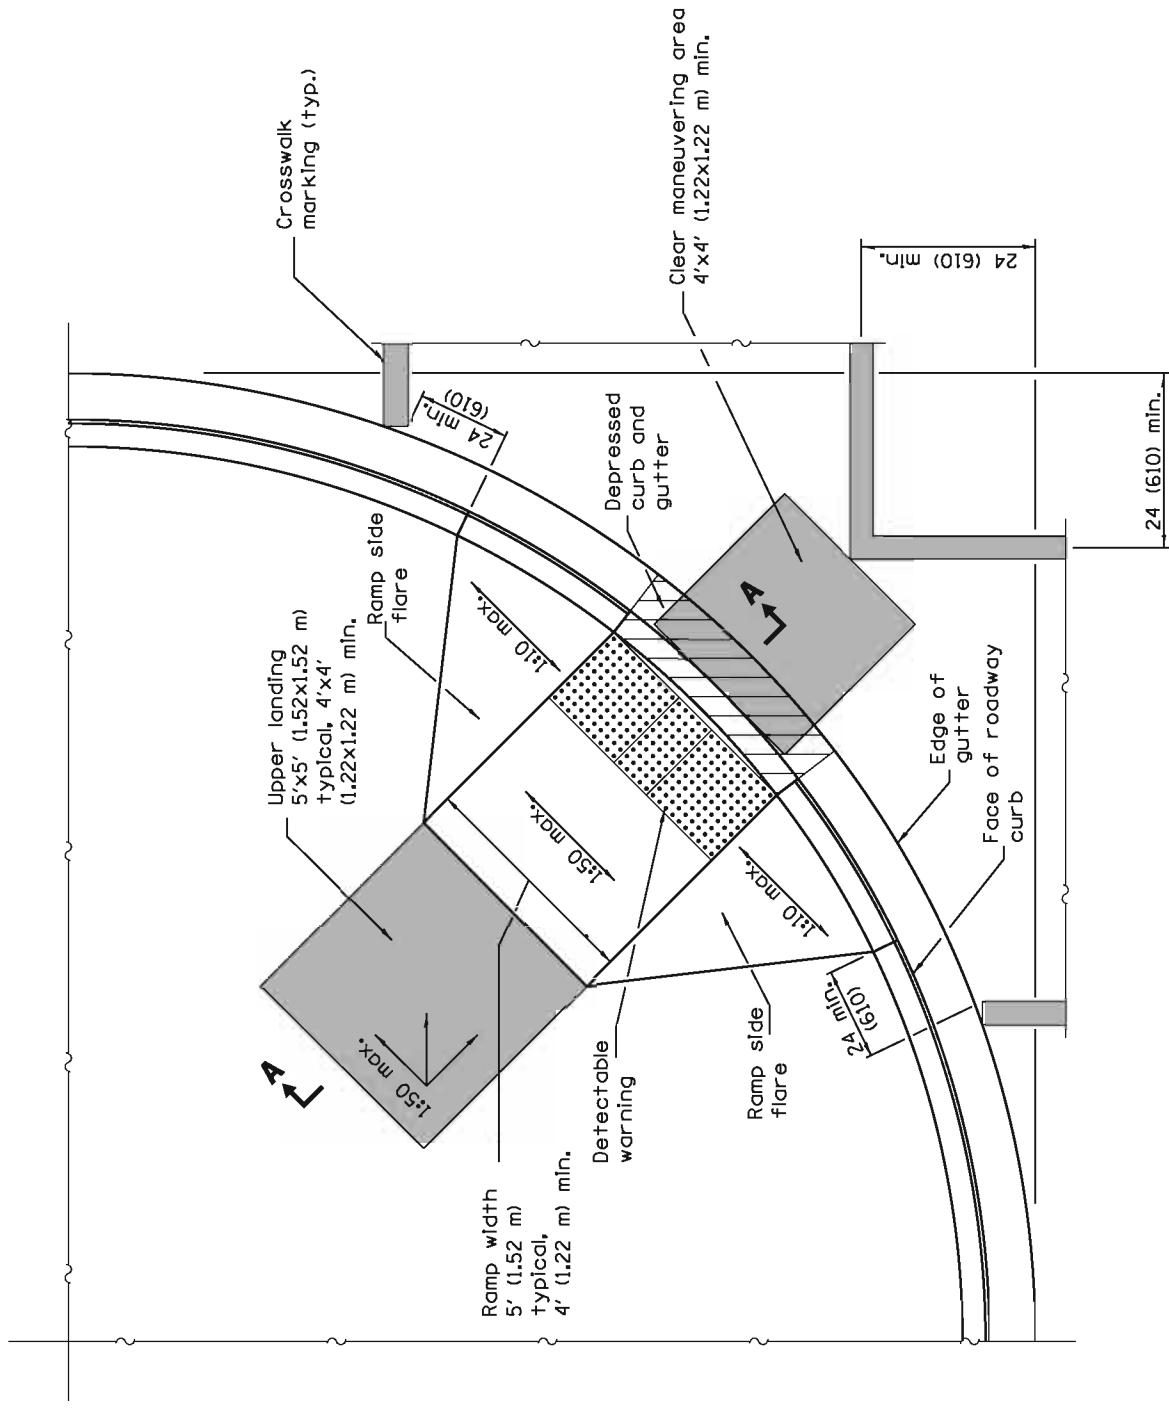 Crosswalk
marking (typ.)
Clear maneuvering area
4'x4' (1.22x1.22 m) min.
24 (610) min.
24 (610) min.
24 min.
(610)
Depressed
curb and
gutter
Ramp side
flare
1:10 max.
Upper landing
5'x5' (1.52x1.52 m)
typical, 4'x4'
(1.22x1.22 m) min.
A
1:50 max.
1:50 max.
A
1:10 max.
Edge of
gutter
Face of roadway
curb
24 min.
(610)
Ramp side
flare
Detectable
warning
Ramp width
5' (1.52 m)
typical,
4' (1.22 m) min.